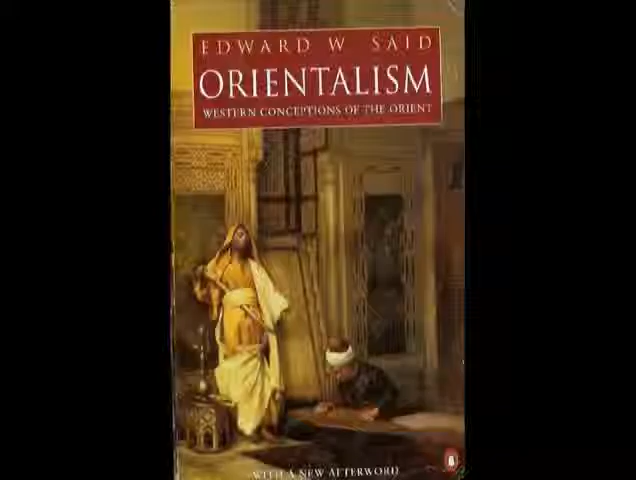 EDWARD W SAID
ORIENTALISM
WESTERN CONCEPTIONS OF THE ORIENT
WITH A NEW AFTERWORD